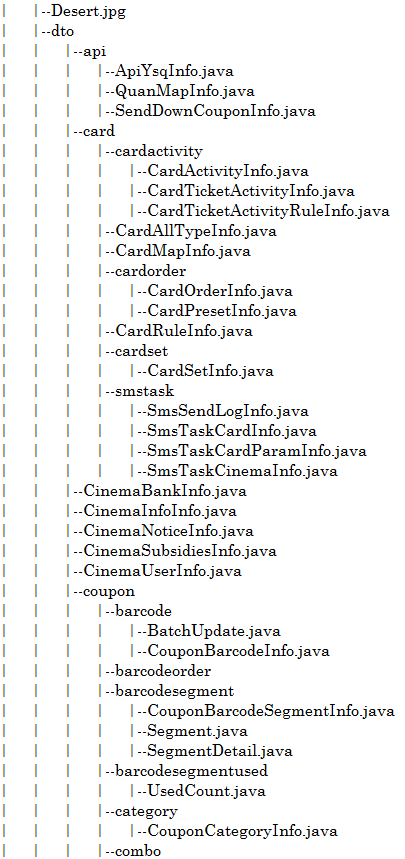 |--Desert.jpg
|--dto
|--api
|--ApiYsqInfo.java
|--QuanMapInfo.java
|--SendDownCouponInfo.java
|--card
|--cardactivity
|--CardActivityInfo.java
|--CardTicketActivityInfo.java
|--CardTicketActivityRuleInfo.java
|--CardAllTypeInfo.java
|--CardMapInfo.java
|--cardorder
|--CardOrderInfo.java
|--CardPresetInfo.java
|--CardRuleInfo.java
|--cardset
|--CardSetInfo.java
|--smstask
|--SmsSendLogInfo.java
|--SmsTaskCardInfo.java
|--SmsTaskCardParamInfo.java
|--SmsTaskCinemaInfo.java
|--CinemaBankInfo.java
|--CinemaInfoInfo.java
|--CinemaNoticeInfo.java
|--CinemaSubsidiesInfo.java
|--CinemaUserInfo.java
|--coupon
|--barcode
|--BatchUpdate.java
|--CouponBarcodeInfo.java
|--barcodeorder
|--barcodesegment
|--CouponBarcodeSegmentInfo.java
|--Segment.java
|--SegmentDetail.java
|--barcodesegmentused
|--UsedCount.java
|--category
|--CouponCategoryInfo.java
|--combo